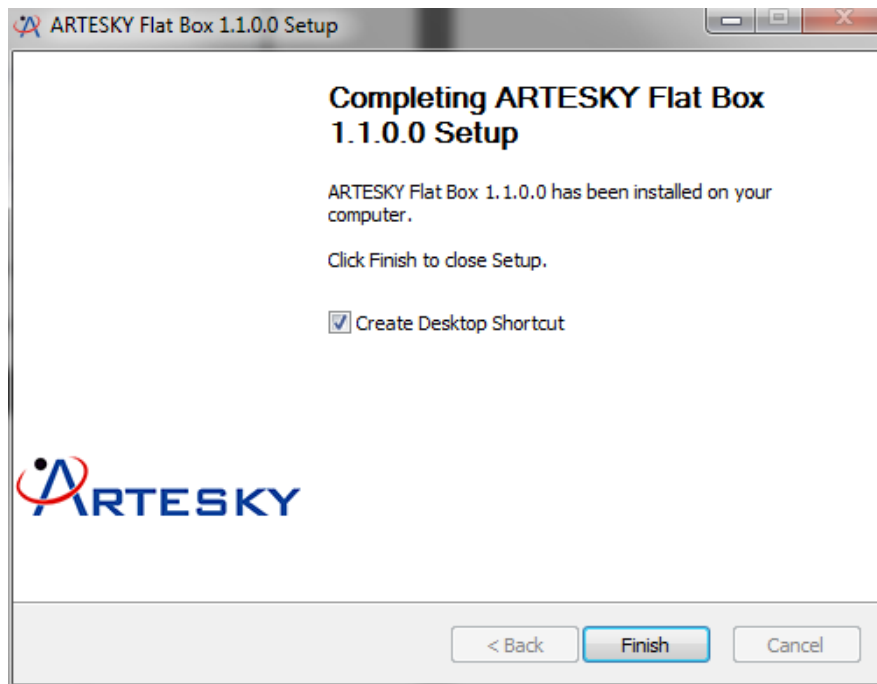 ARTESKY Flat Box 1.1.0.0 Setup
Completing ARTESKY Flat Box
1.1.0.0 Setup
ARTESKY Flat Box 1.1.0.0 has been installed on your
computer.
Click Finish to close Setup.
Create Desktop Shortcut
ARTESKY
< Back Finish Cancel